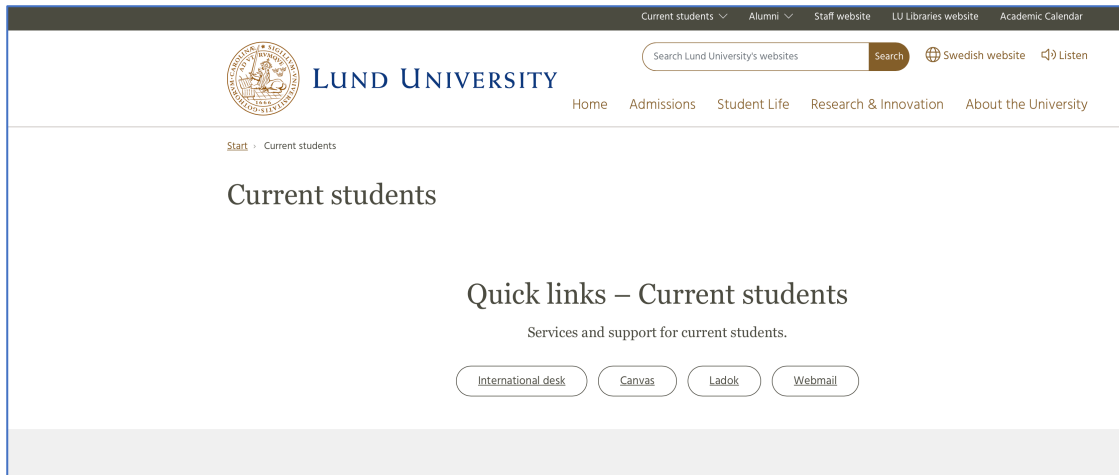 Current students Alumni Staff website LU Libraries website Academic Calendar
Search Lund University's websites Search Swedish website Listen
LUND UNIVERSITY
Home Admissions Student Life Research & Innovation About the University
Start › Current students
Current students
Quick links – Current students
Services and support for current students.
International desk Canvas Ladok Webmail